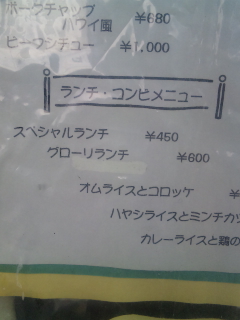 ポークチャップ
ハワイ風 ¥680
ビーフシチュー ¥1,000
ランチ・コンビメニュー
スペシャルランチ ¥450
グローリランチ ¥600
オムライスとコロッケ ¥
ハヤシライスとミンチカツ
カレーライスと鶏の